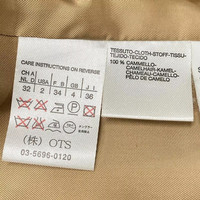 CARE INSTRUCTIONS ON REVERSE
CH A NL D USA F GB J I
32 2 34 4 36
(株) OTS
03-5696-0120
TESSUTO-CLOTH-STOFF-TISSU-
TEJIDO-TECIDO
100 % CAMMELLO-
CAMELHAIR-KAMEL-
CHAMEAU-CAMELLO-
PÊLO DE CAMELO